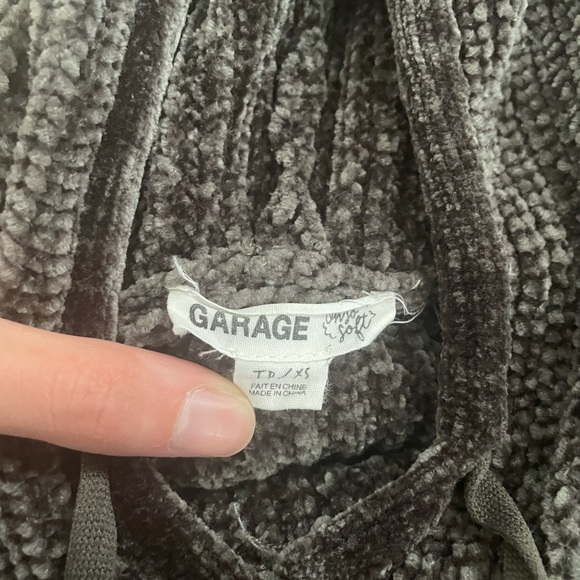 GARAGE
soft
TP/XS
FAIT EN CHINE
MADE IN CHINA